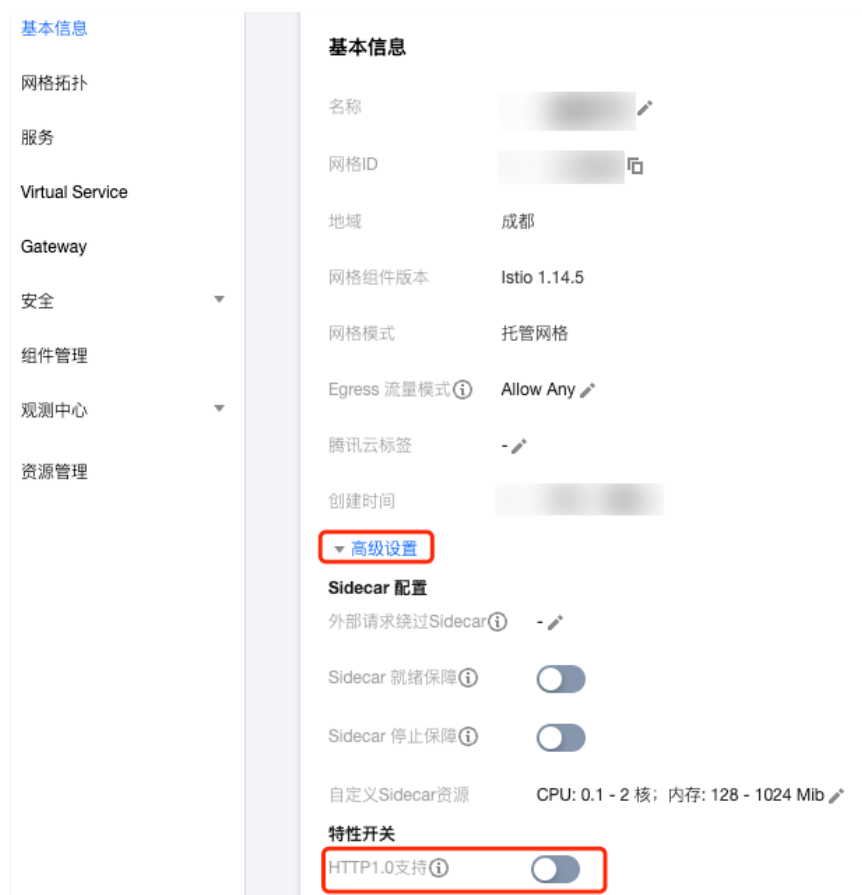 基本信息
网格拓扑
服务
Virtual Service
Gateway
安全
组件管理
观测中心
资源管理
基本信息
名称
网格ID
地域 成都
网格组件版本 Istio 1.14.5
网格模式 托管网格
Egress 流量模式 Allow Any
腾讯云标签 -
创建时间
高级设置
Sidecar 配置
外部请求绕过Sidecar -
Sidecar 就绪保障
Sidecar 停止保障
自定义Sidecar资源 CPU: 0.1 - 2 核；内存: 128 - 1024 Mib
特性开关
HTTP1.0支持